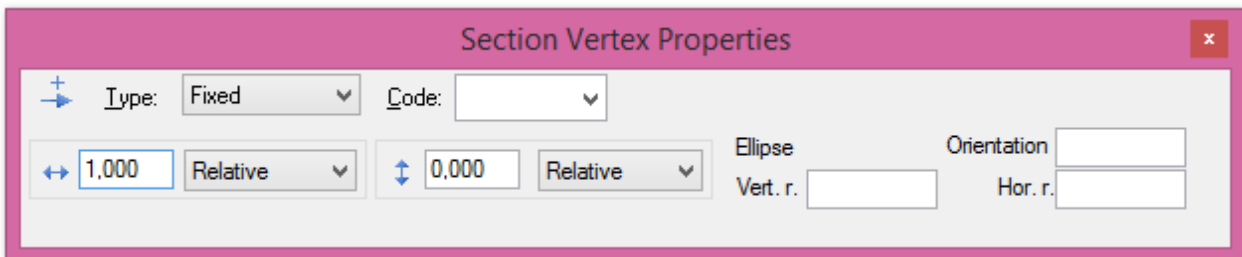 Section Vertex Properties
x
Type: Fixed Code:
1,000 Relative 0,000 Relative Ellipse Orientation
Vert. r. Hor. r.